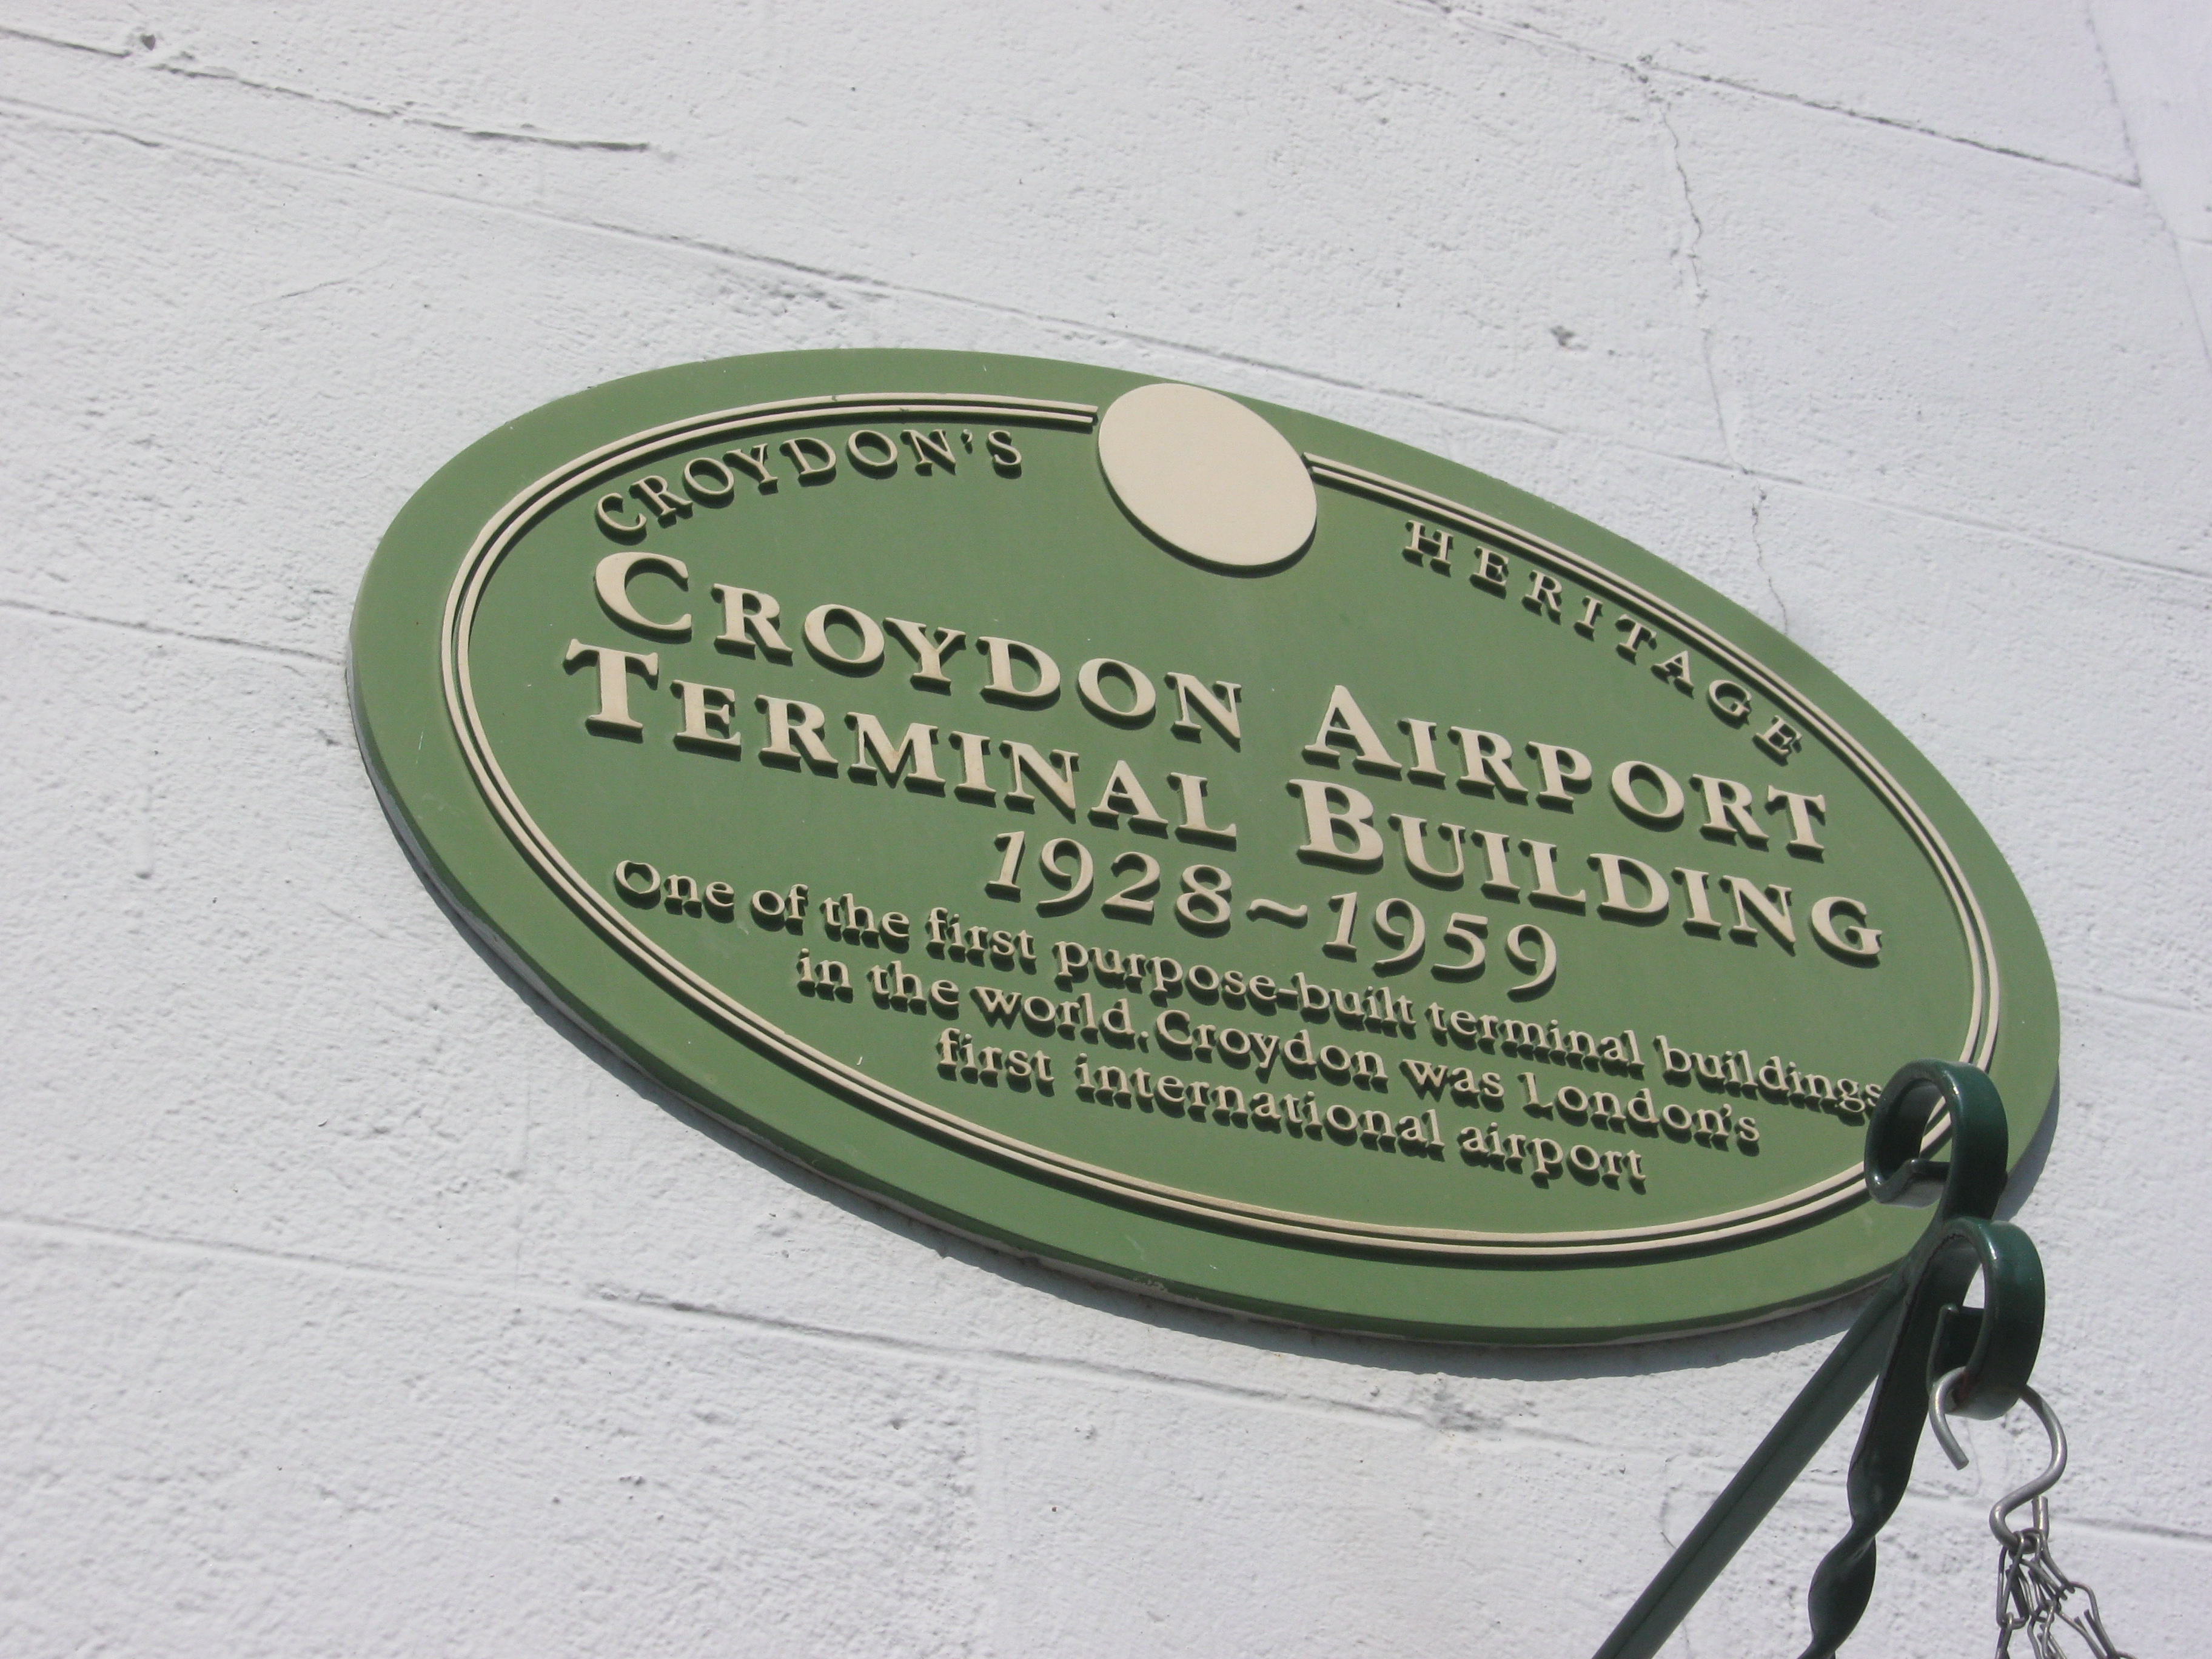 CROYDON'S HERITAGE
CROYDON AIRPORT
TERMINAL BUILDING
1928~1959
One of the first purpose-built terminal buildings
in the world. Croydon was London's
first international airport